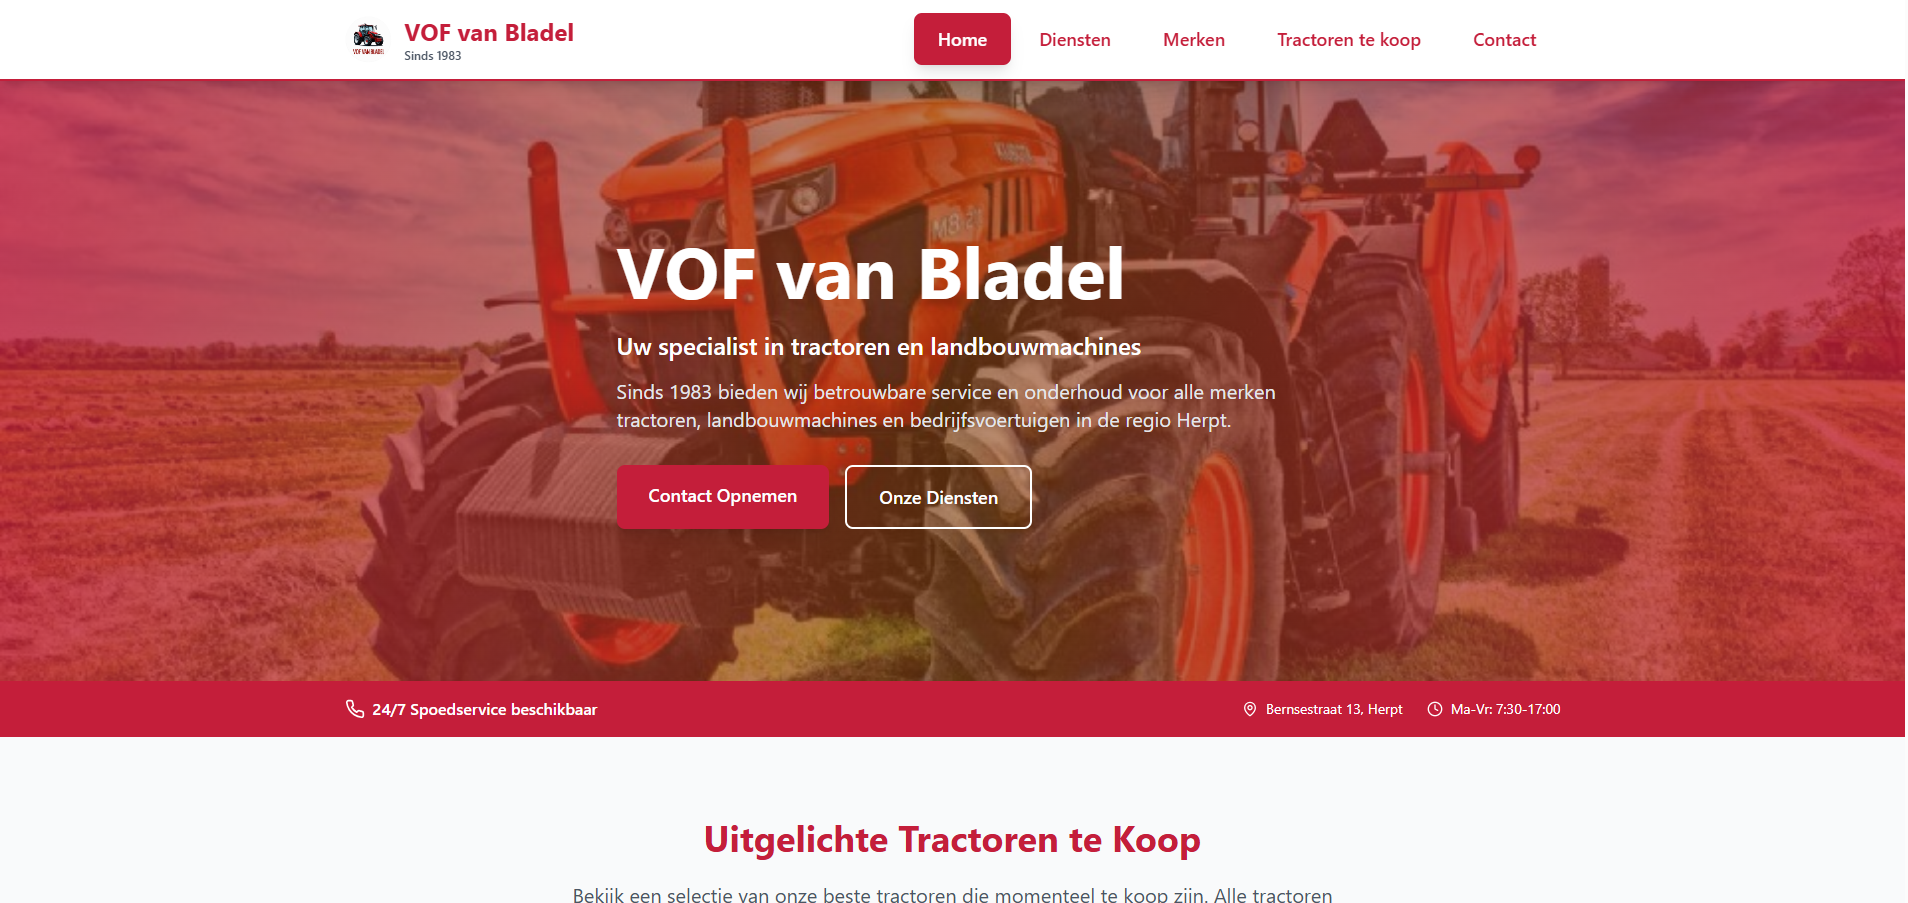 VOF VAN BLADEL
VOF van Bladel
Sinds 1983
Home
Diensten
Merken
Tractoren te koop
Contact
VOF van Bladel
Uw specialist in tractoren en landbouwmachines
Sinds 1983 bieden wij betrouwbare service en onderhoud voor alle merken
tractoren, landbouwmachines en bedrijfsvoertuigen in de regio Herpt.
Contact Opnemen
Onze Diensten
24/7 Spoedservice beschikbaar
Bernsestraat 13, Herpt
Ma-Vr: 7:30-17:00
Uitgelichte Tractoren te Koop
Bekijk een selectie van onze beste tractoren die momenteel te koop zijn. Alle tractoren